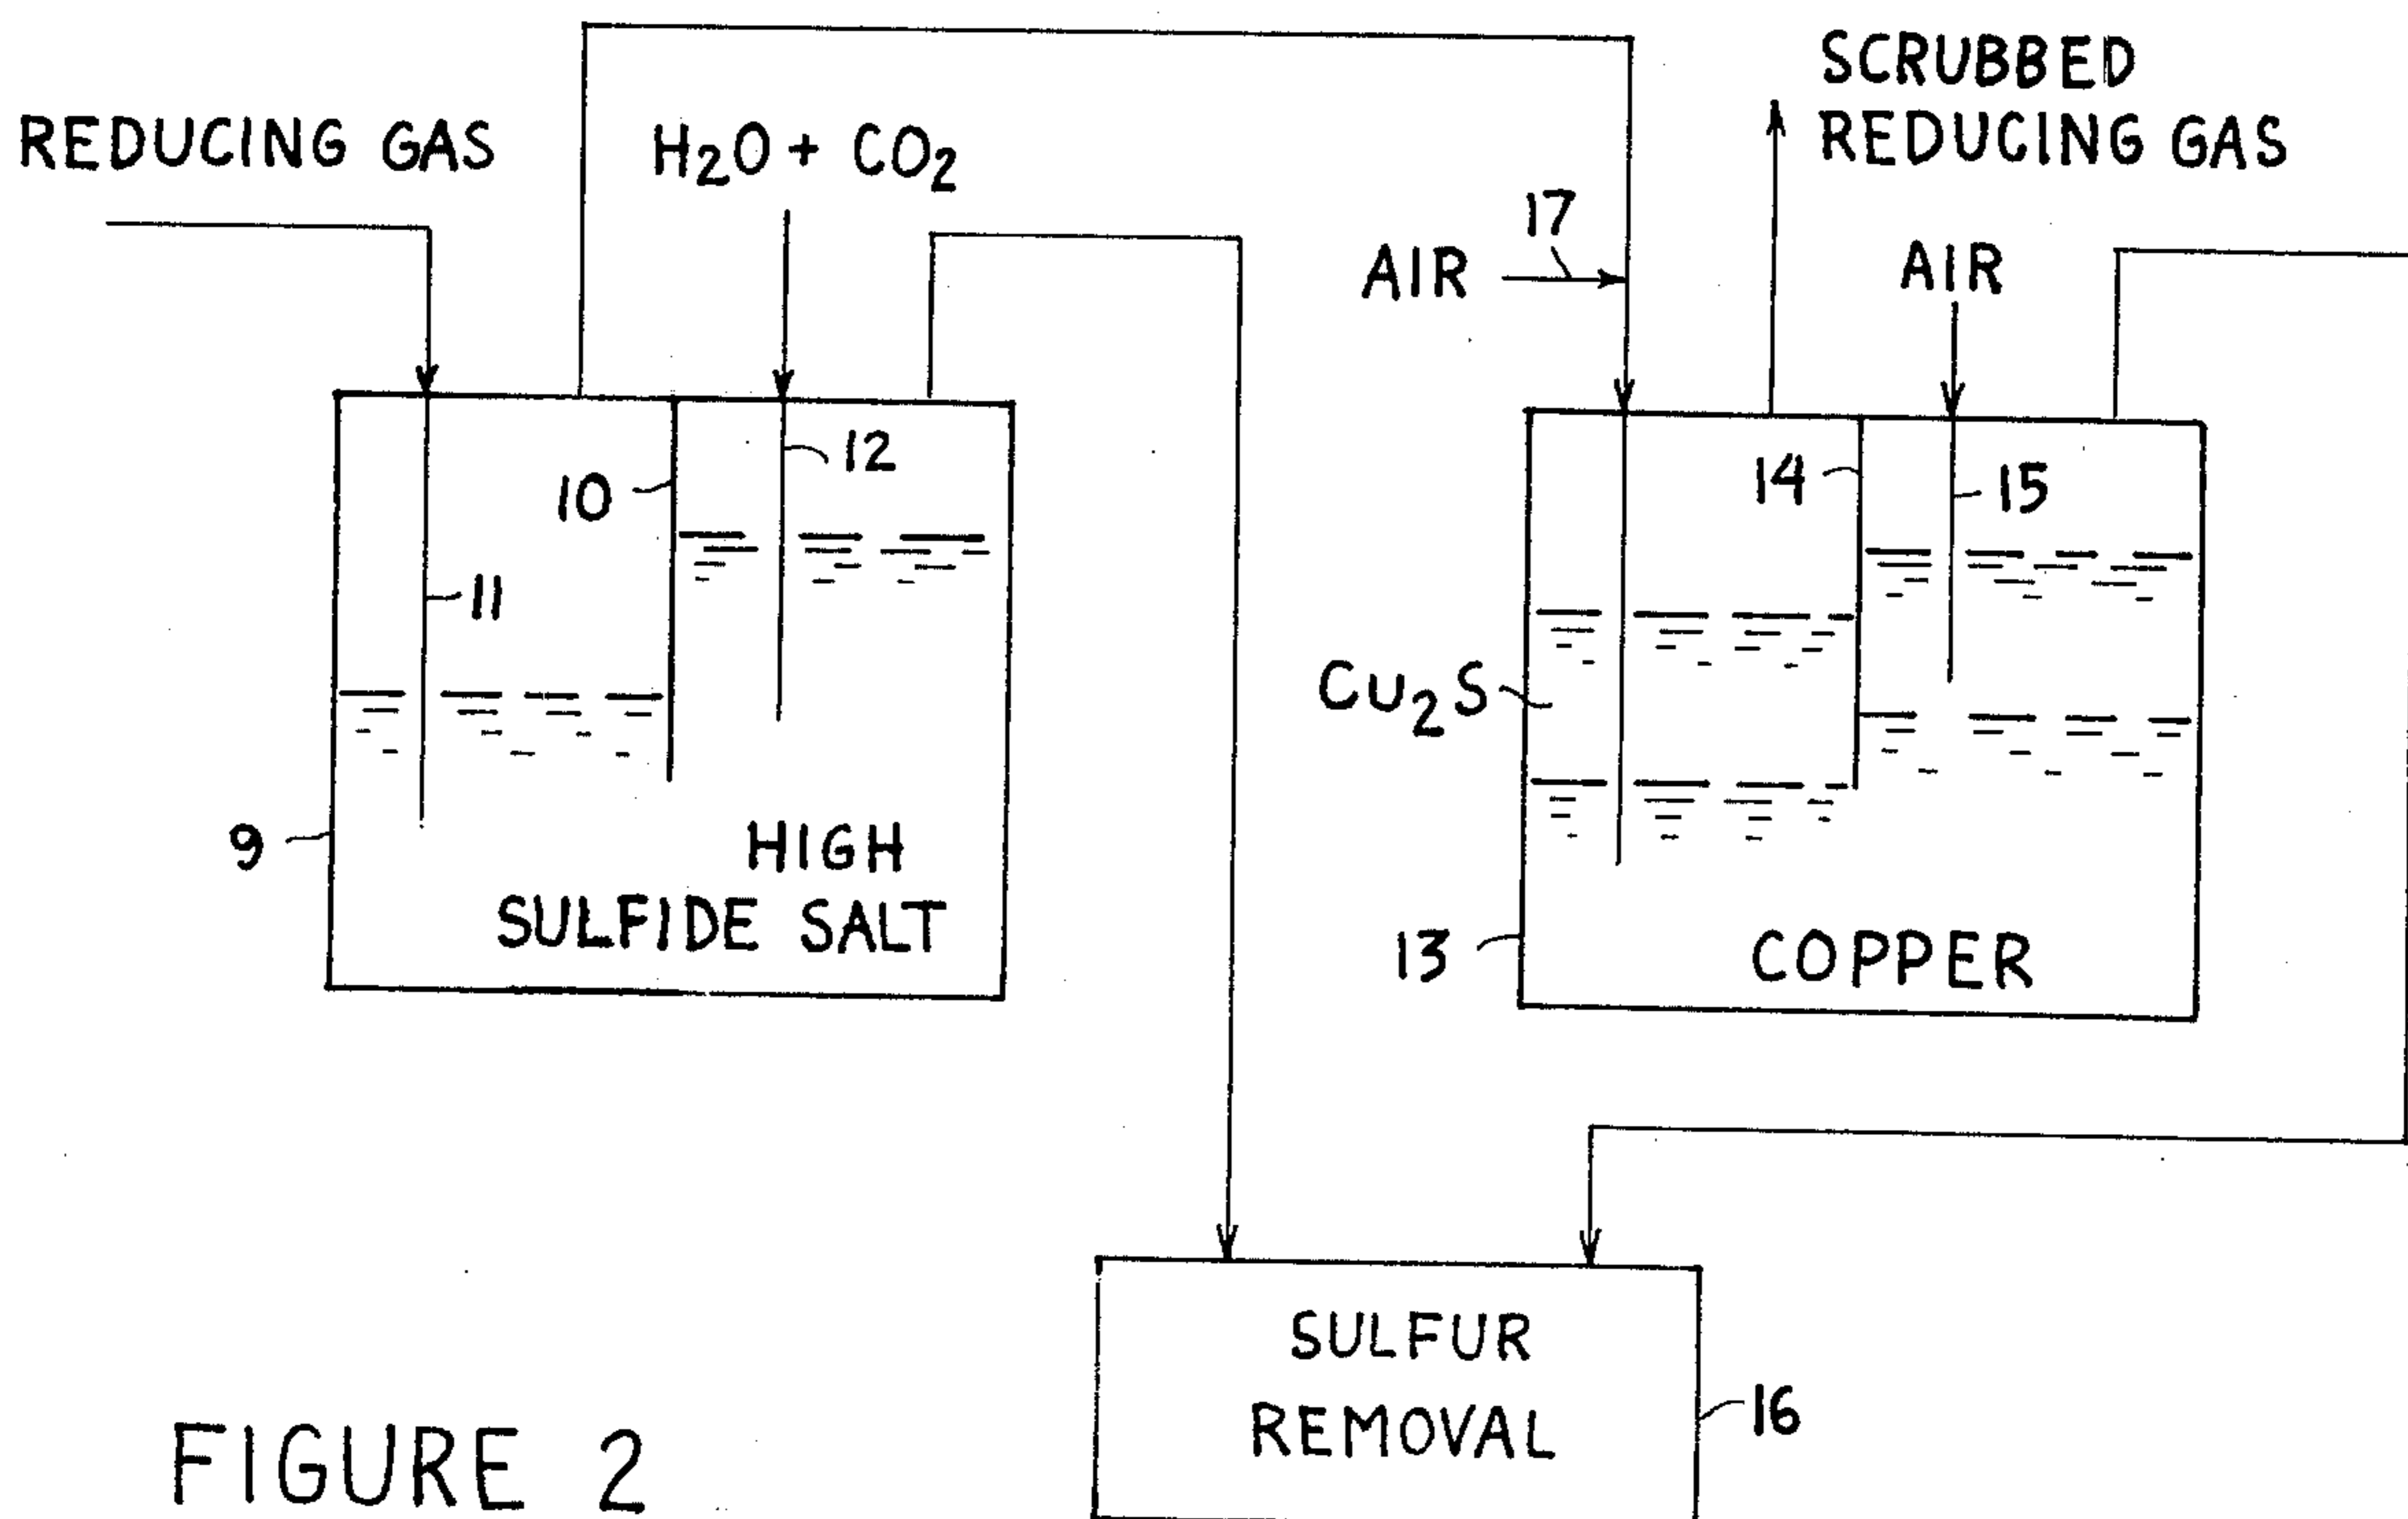 REDUCING GAS
H₂O + CO₂
SCRUBBED
REDUCING GAS
17
AIR
AIR
12
10
14
15
11
Cu₂S
9
HIGH
SULFIDE SALT
13
COPPER
SULFUR
REMOVAL
16
FIGURE 2